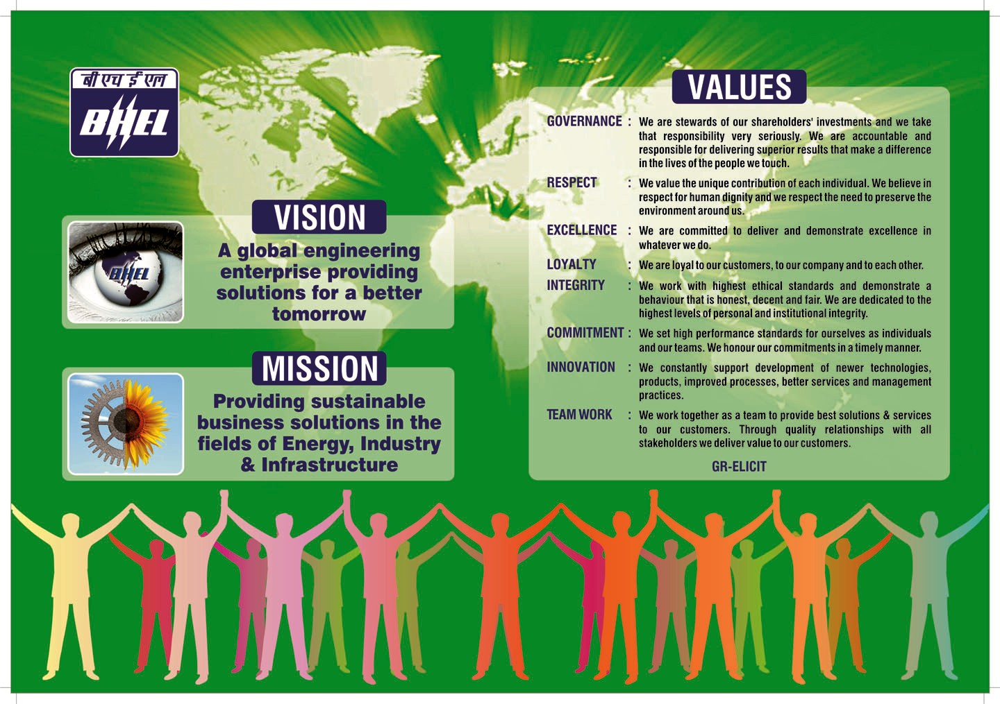 बी एच ई एल
BHEL
VISION
BHEL
A global engineering
enterprise providing
solutions for a better
tomorrow
MISSION
Providing sustainable
business solutions in the
fields of Energy, Industry
& Infrastructure
VALUES
GOVERNANCE : We are stewards of our shareholders' investments and we take
that responsibility very seriously. We are accountable and
responsible for delivering superior results that make a difference
in the lives of the people we touch.
RESPECT : We value the unique contribution of each individual. We believe in
respect for human dignity and we respect the need to preserve the
environment around us.
EXCELLENCE : We are committed to deliver and demonstrate excellence in
whatever we do.
LOYALTY : We are loyal to our customers, to our company and to each other.
INTEGRITY : We work with highest ethical standards and demonstrate a
behaviour that is honest, decent and fair. We are dedicated to the
highest levels of personal and institutional integrity.
COMMITMENT : We set high performance standards for ourselves as individuals
and our teams. We honour our commitments in a timely manner.
INNOVATION : We constantly support development of newer technologies,
products, improved processes, better services and management
practices.
TEAM WORK : We work together as a team to provide best solutions & services
to our customers. Through quality relationships with all
stakeholders we deliver value to our customers.
GR-ELICIT